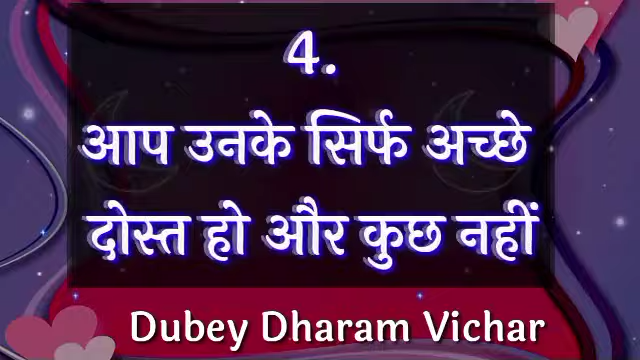 4.
आप उनके सिर्फ अच्छे
दोस्त हो और कुछ नहीं
Dubey Dharam Vichar